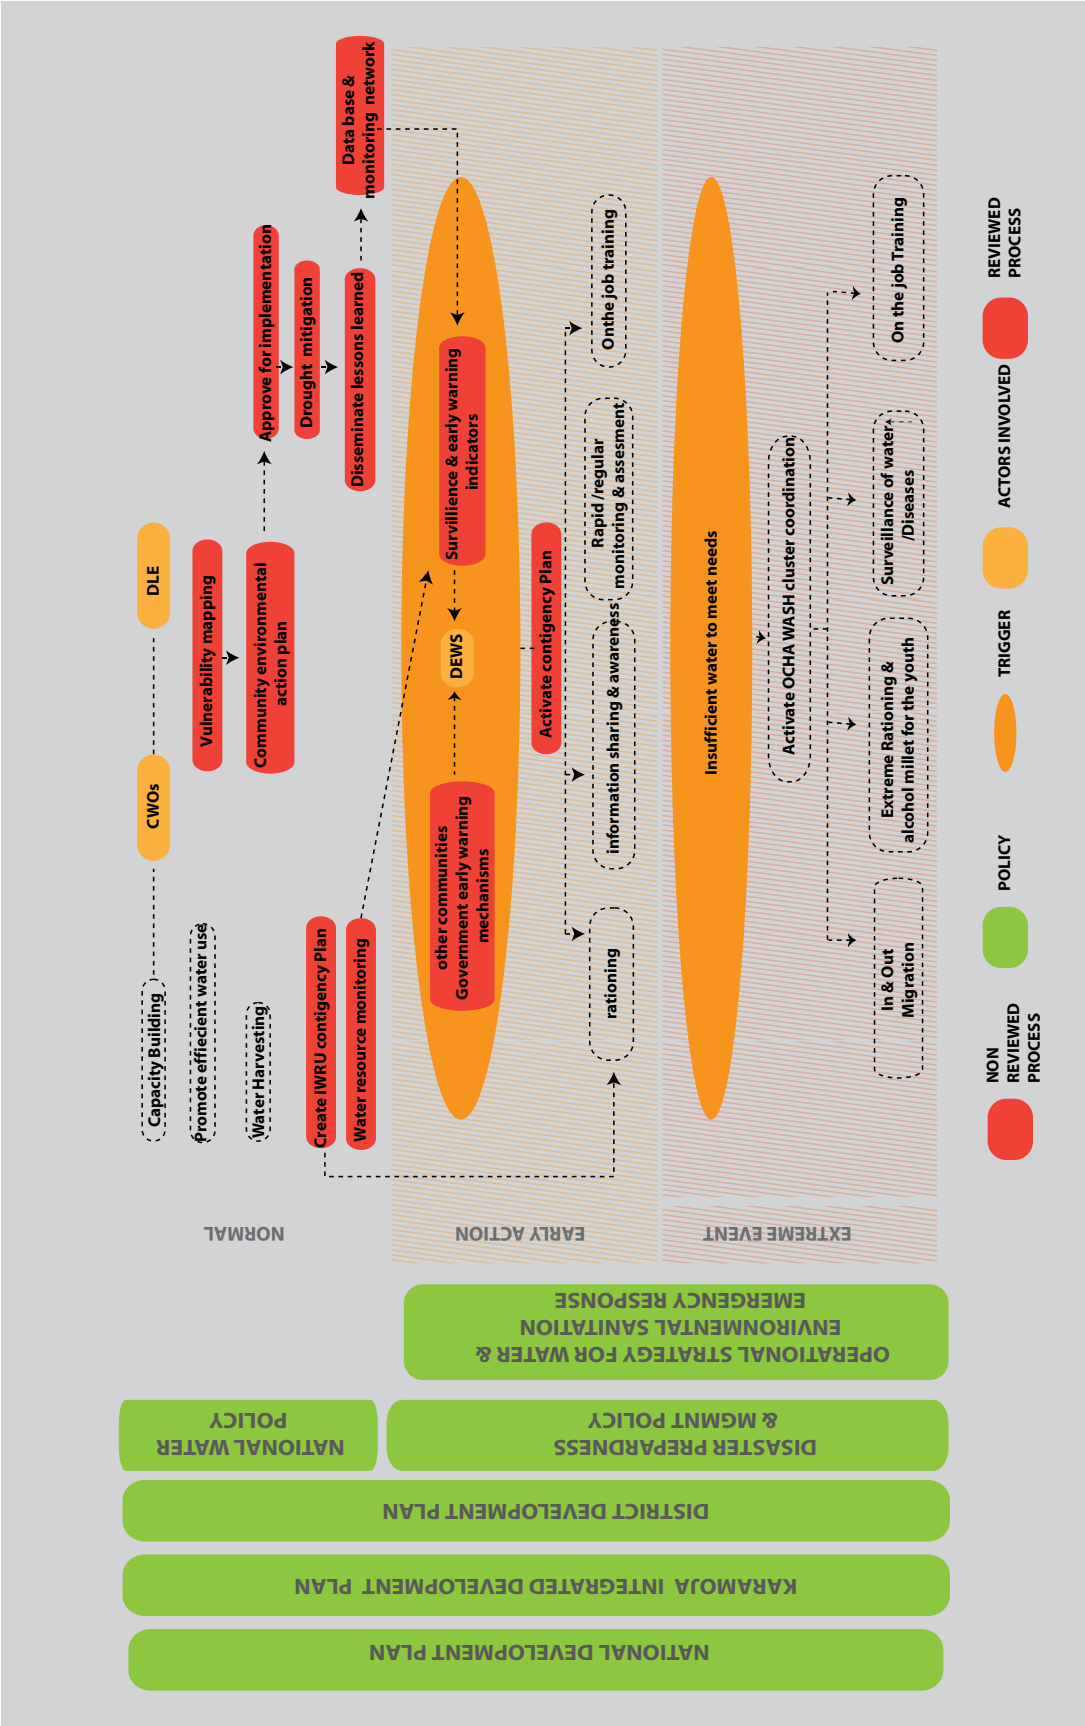 DLE
CWOs
Capacity Building
Promote effiecient water use
Water Harvesting
Vulnerability mapping
Community environmental
action plan
Approve for implementation
Drought mitigation
Disseminate lessons learned
Data base &
monitoring network
Create IWRU contigency Plan
Water resource monitoring
other communities
Government early warning
mechanisms
DEWS
Survillience & early warning
indicators
Activate contigency Plan
rationing
information sharing & awareness
Rapid /regular
monitoring & assesment
Onthe job training
Insufficient water to meet needs
Activate OCHA WASH cluster coordination
In & Out
Migration
Extreme Rationing &
alcohol millet for the youth
Surveillance of water
/Diseases
On the job Training
NORMAL
EARLY ACTION
EXTREME EVENT
OPERATIONAL STRATEGY FOR WATER &
ENVIRONMENTAL SANITATION
EMERGENCY RESPONSE
NATIONAL WATER
POLICY
DISASTER PREPARDNESS
& MGMNT POLICY
DISTRICT DEVELOPMENT PLAN
KARAMOJA INTEGRATED DEVELOPMENT PLAN
NATIONAL DEVELOPMENT PLAN
NON
REVIEWED
PROCESS
POLICY
TRIGGER
ACTORS INVOLVED
REVIEWED
PROCESS